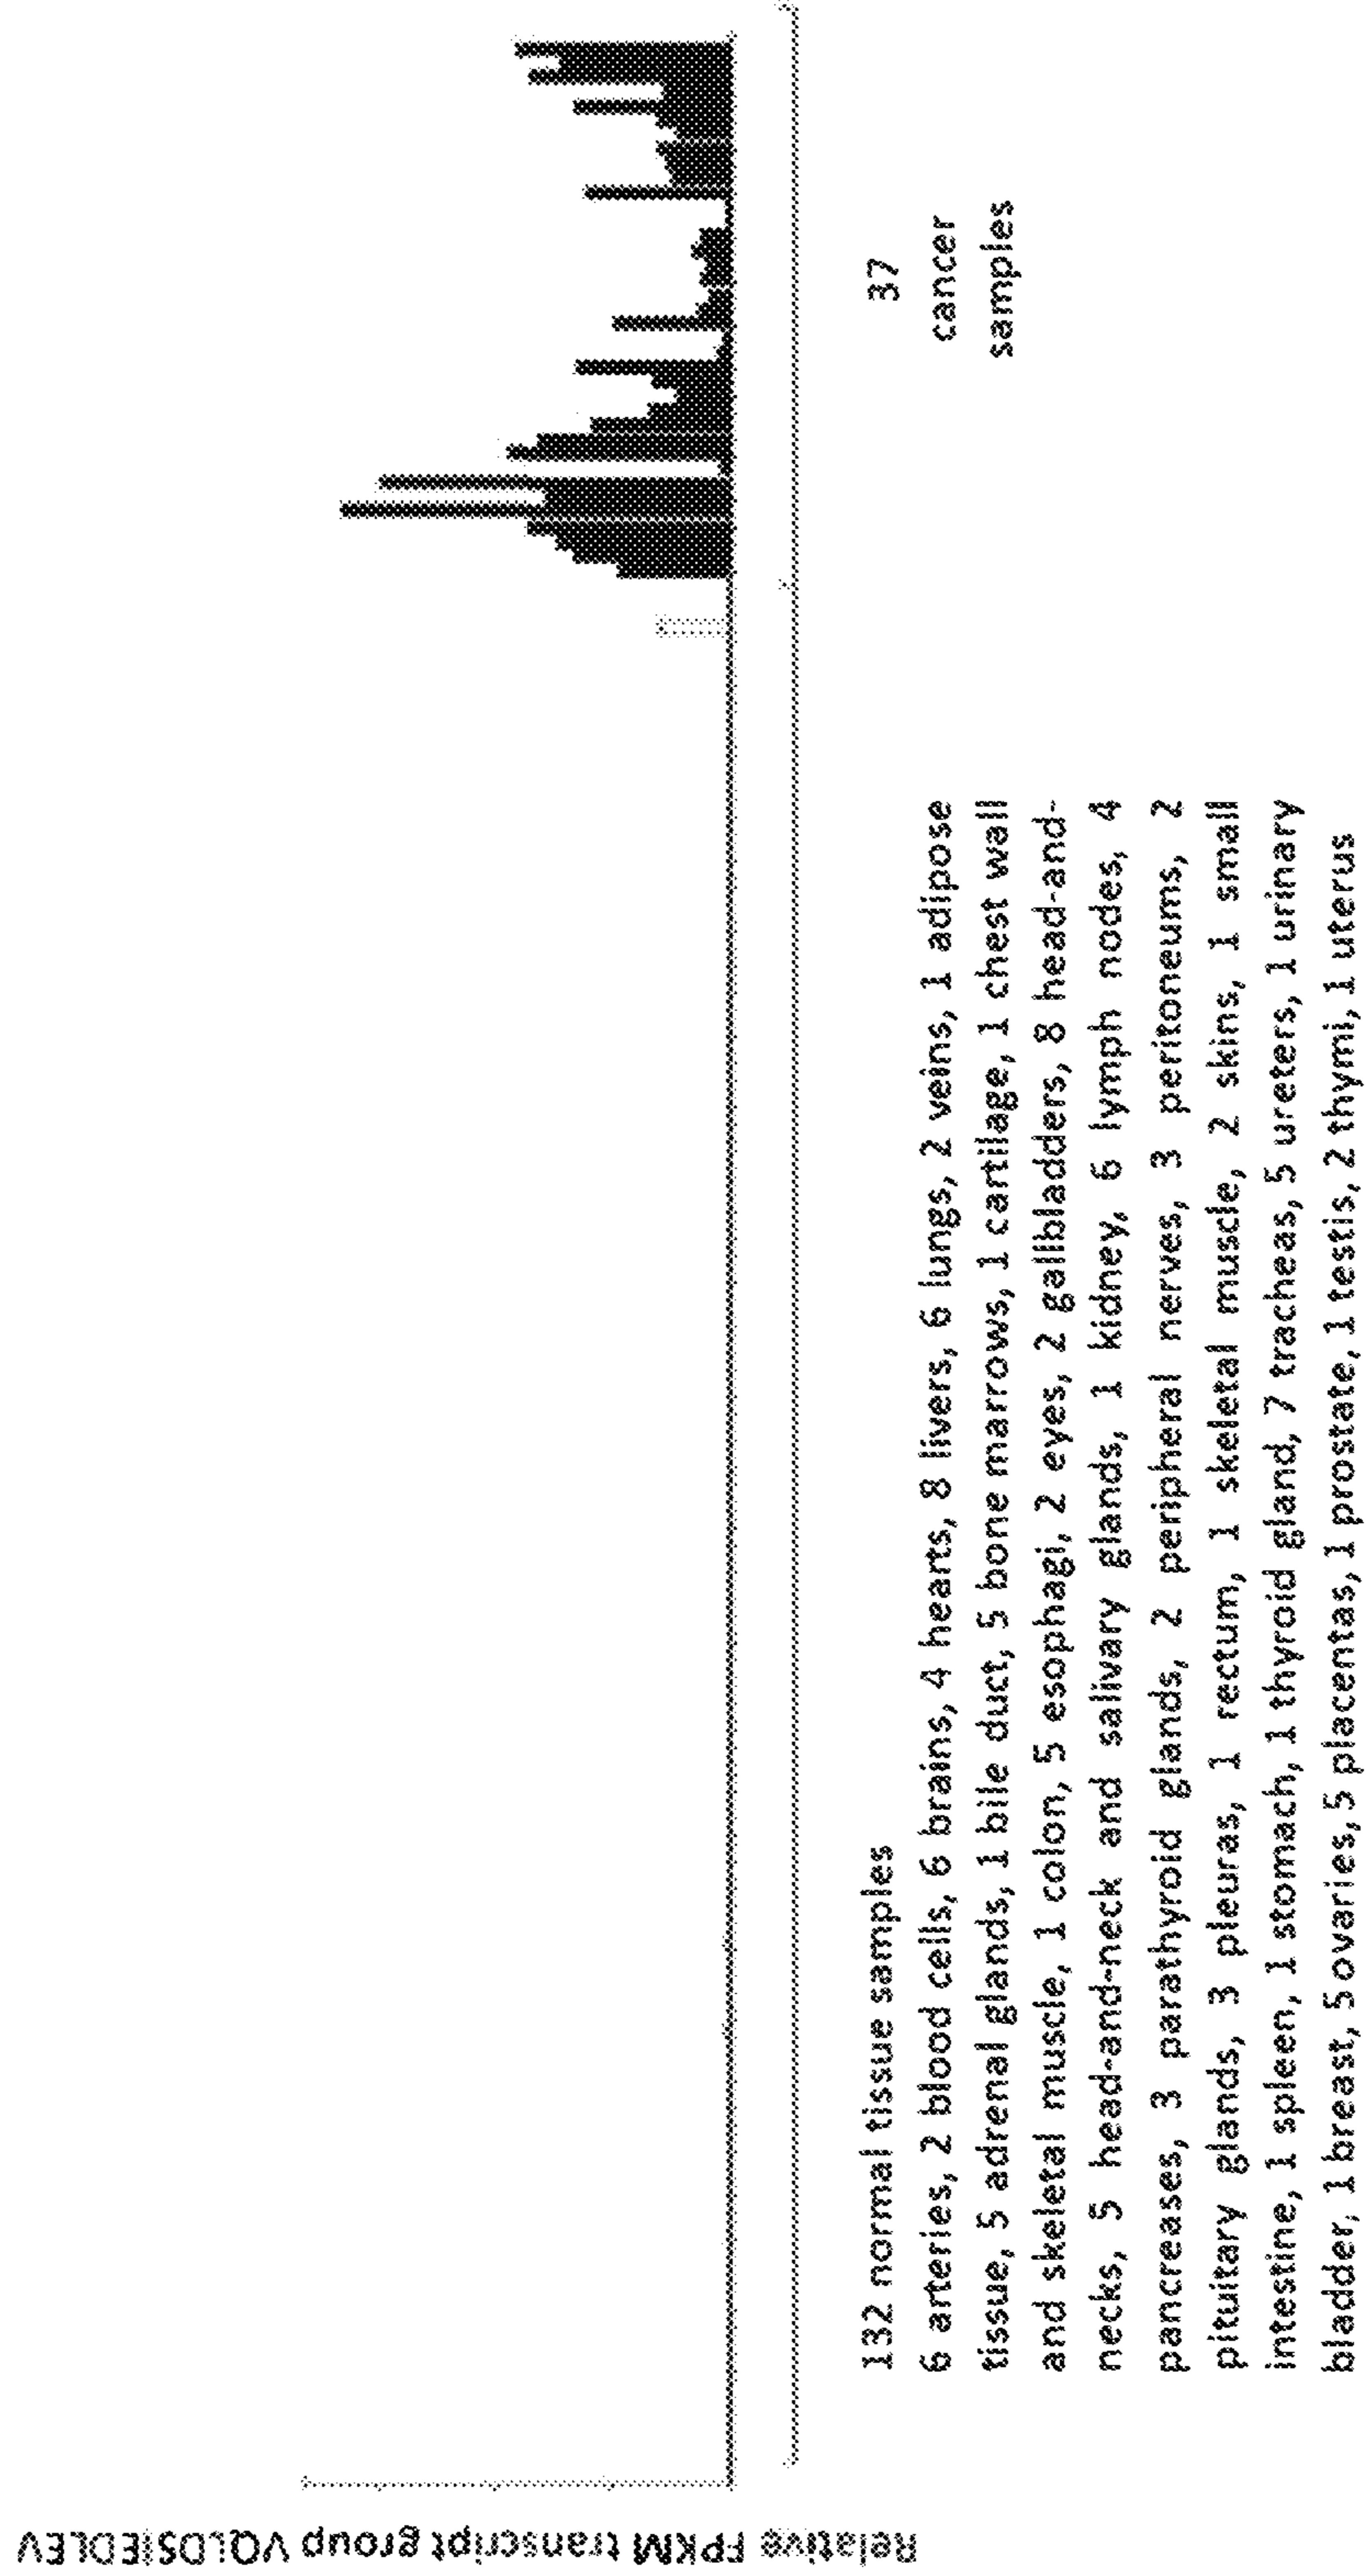 Relative FPKM transcript group VQLDSIEDLEV
132 normal tissue samples
6 arteries, 2 blood cells, 6 brains, 4 hearts, 8 livers, 6 lungs, 2 veins, 1 adipose
tissue, 5 adrenal glands, 1 bile duct, 5 bone marrows, 1 cartilage, 1 chest wall
and skeletal muscle, 1 colon, 5 esophagi, 2 eyes, 2 gallbladders, 8 head-and-
necks, 5 head-and-neck and salivary glands, 1 kidney, 6 lymph nodes, 4
pancreases, 3 parathyroid glands, 2 peripheral nerves, 3 peritoneums, 2
pituitary glands, 3 pleuras, 1 rectum, 1 skeletal muscle, 2 skins, 1 small
intestine, 1 spleen, 1 stomach, 1 thyroid gland, 7 tracheas, 5 ureters, 1 urinary
bladder, 1 breast, 5 ovaries, 5 placentas, 1 prostate, 1 testis, 2 thymi, 1 uterus
37
cancer
samples